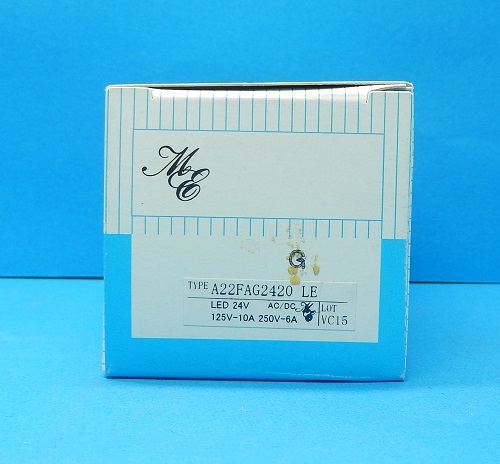 ME
G
TYPE A22FAG2420 LE
LED 24V AC/DC LOT
125V-10A 250V-6A VC15